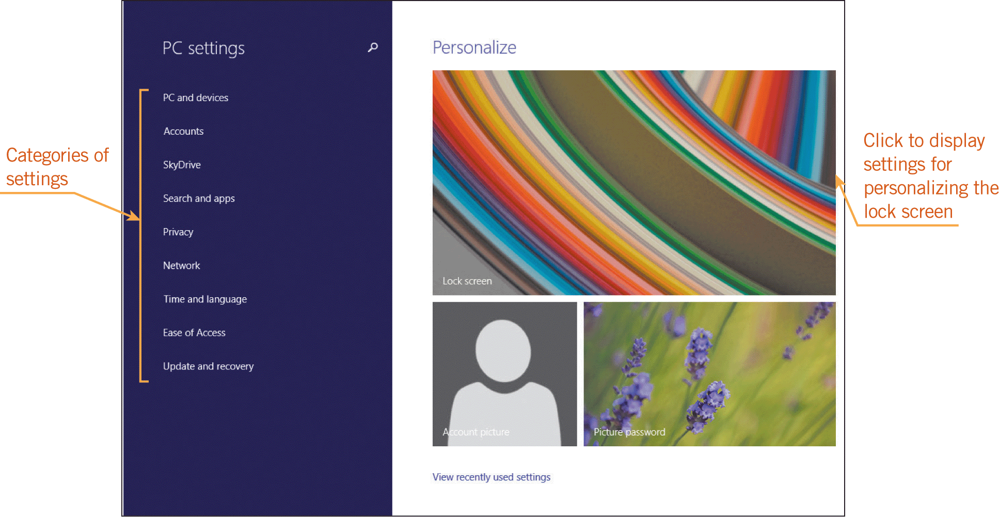 PC settings
PC and devices
Accounts
SkyDrive
Search and apps
Privacy
Network
Time and language
Ease of Access
Update and recovery
Categories of
settings
Personalize
Lock screen
Account picture
Picture password
View recently used settings
Click to display
settings for
personalizing the
lock screen